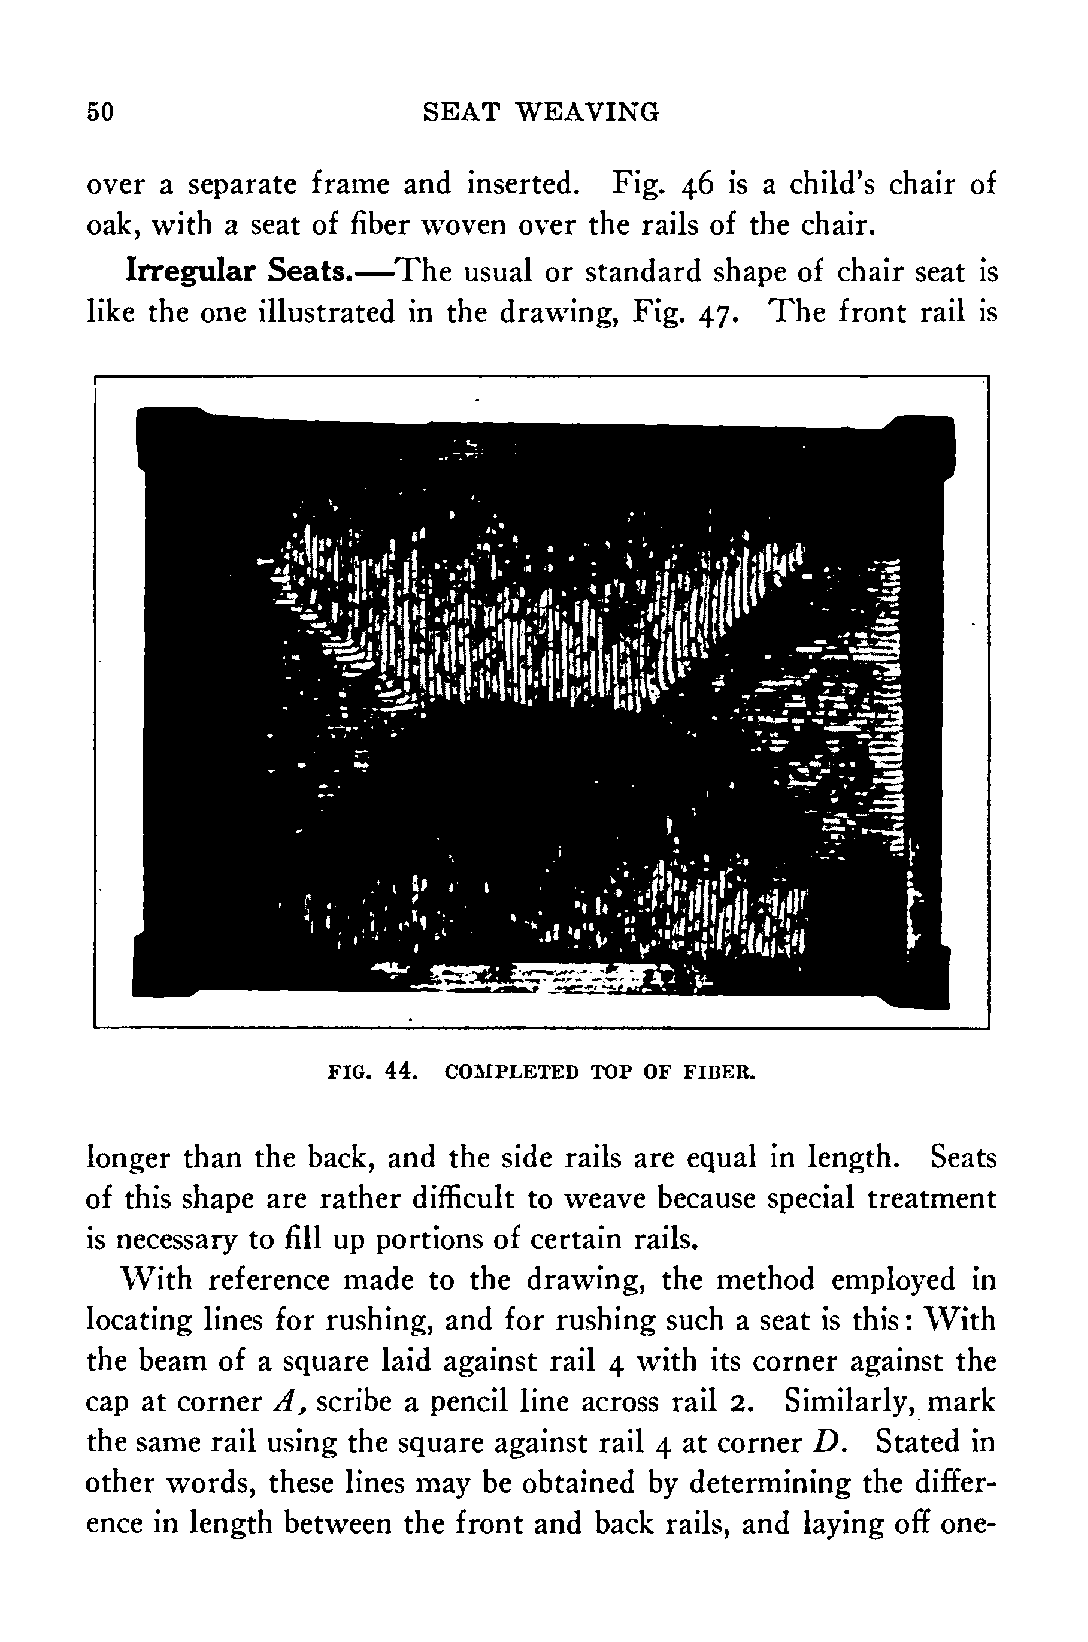 50 SEAT WEAVING
over a separate frame and inserted. Fig. 46 is a child's chair of
oak, with a seat of fiber woven over the rails of the chair.
Irregular Seats.—The usual or standard shape of chair seat is
like the one illustrated in the drawing, Fig. 47. The front rail is
FIG. 44. COMPLETED TOP OF FIBER.
longer than the back, and the side rails are equal in length. Seats
of this shape are rather difficult to weave because special treatment
is necessary to fill up portions of certain rails.
With reference made to the drawing, the method employed in
locating lines for rushing, and for rushing such a seat is this: With
the beam of a square laid against rail 4 with its corner against the
cap at corner A, scribe a pencil line across rail 2. Similarly, mark
the same rail using the square against rail 4 at corner D. Stated in
other words, these lines may be obtained by determining the differ-
ence in length between the front and back rails, and laying off one-